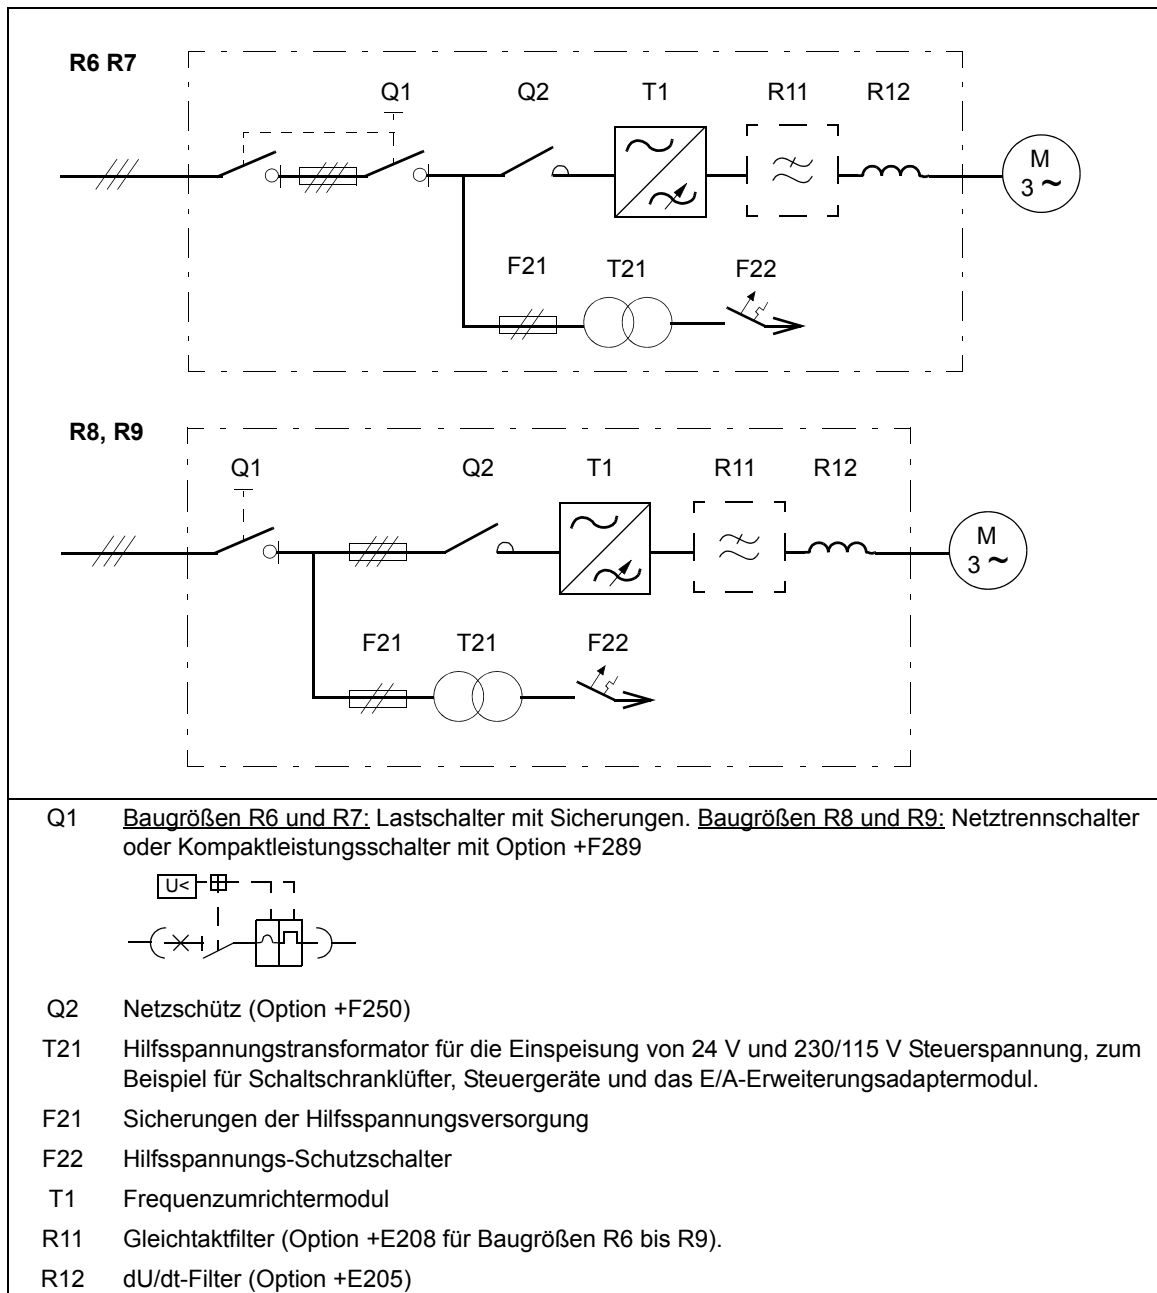 R6 R7
Q1 Q2 T1 R11 R12
M
3 ~
F21 T21 F22
R8, R9
Q1 Q2 T1 R11 R12
M
3 ~
F21 T21 F22
Q1 Baugrößen R6 und R7: Lastschalter mit Sicherungen. Baugrößen R8 und R9: Netztrennschalter
oder Kompaktleistungsschalter mit Option +F289
U<
Q2 Netzschütz (Option +F250)
T21 Hilfsspannungstransformator für die Einspeisung von 24 V und 230/115 V Steuerspannung, zum
Beispiel für Schaltschranklüfter, Steuergeräte und das E/A-Erweiterungsadaptermodul.
F21 Sicherungen der Hilfsspannungsversorgung
F22 Hilfsspannungs-Schutzschalter
T1 Frequenzumrichtermodul
R11 Gleichtaktfilter (Option +E208 für Baugrößen R6 bis R9).
R12 dU/dt-Filter (Option +E205)